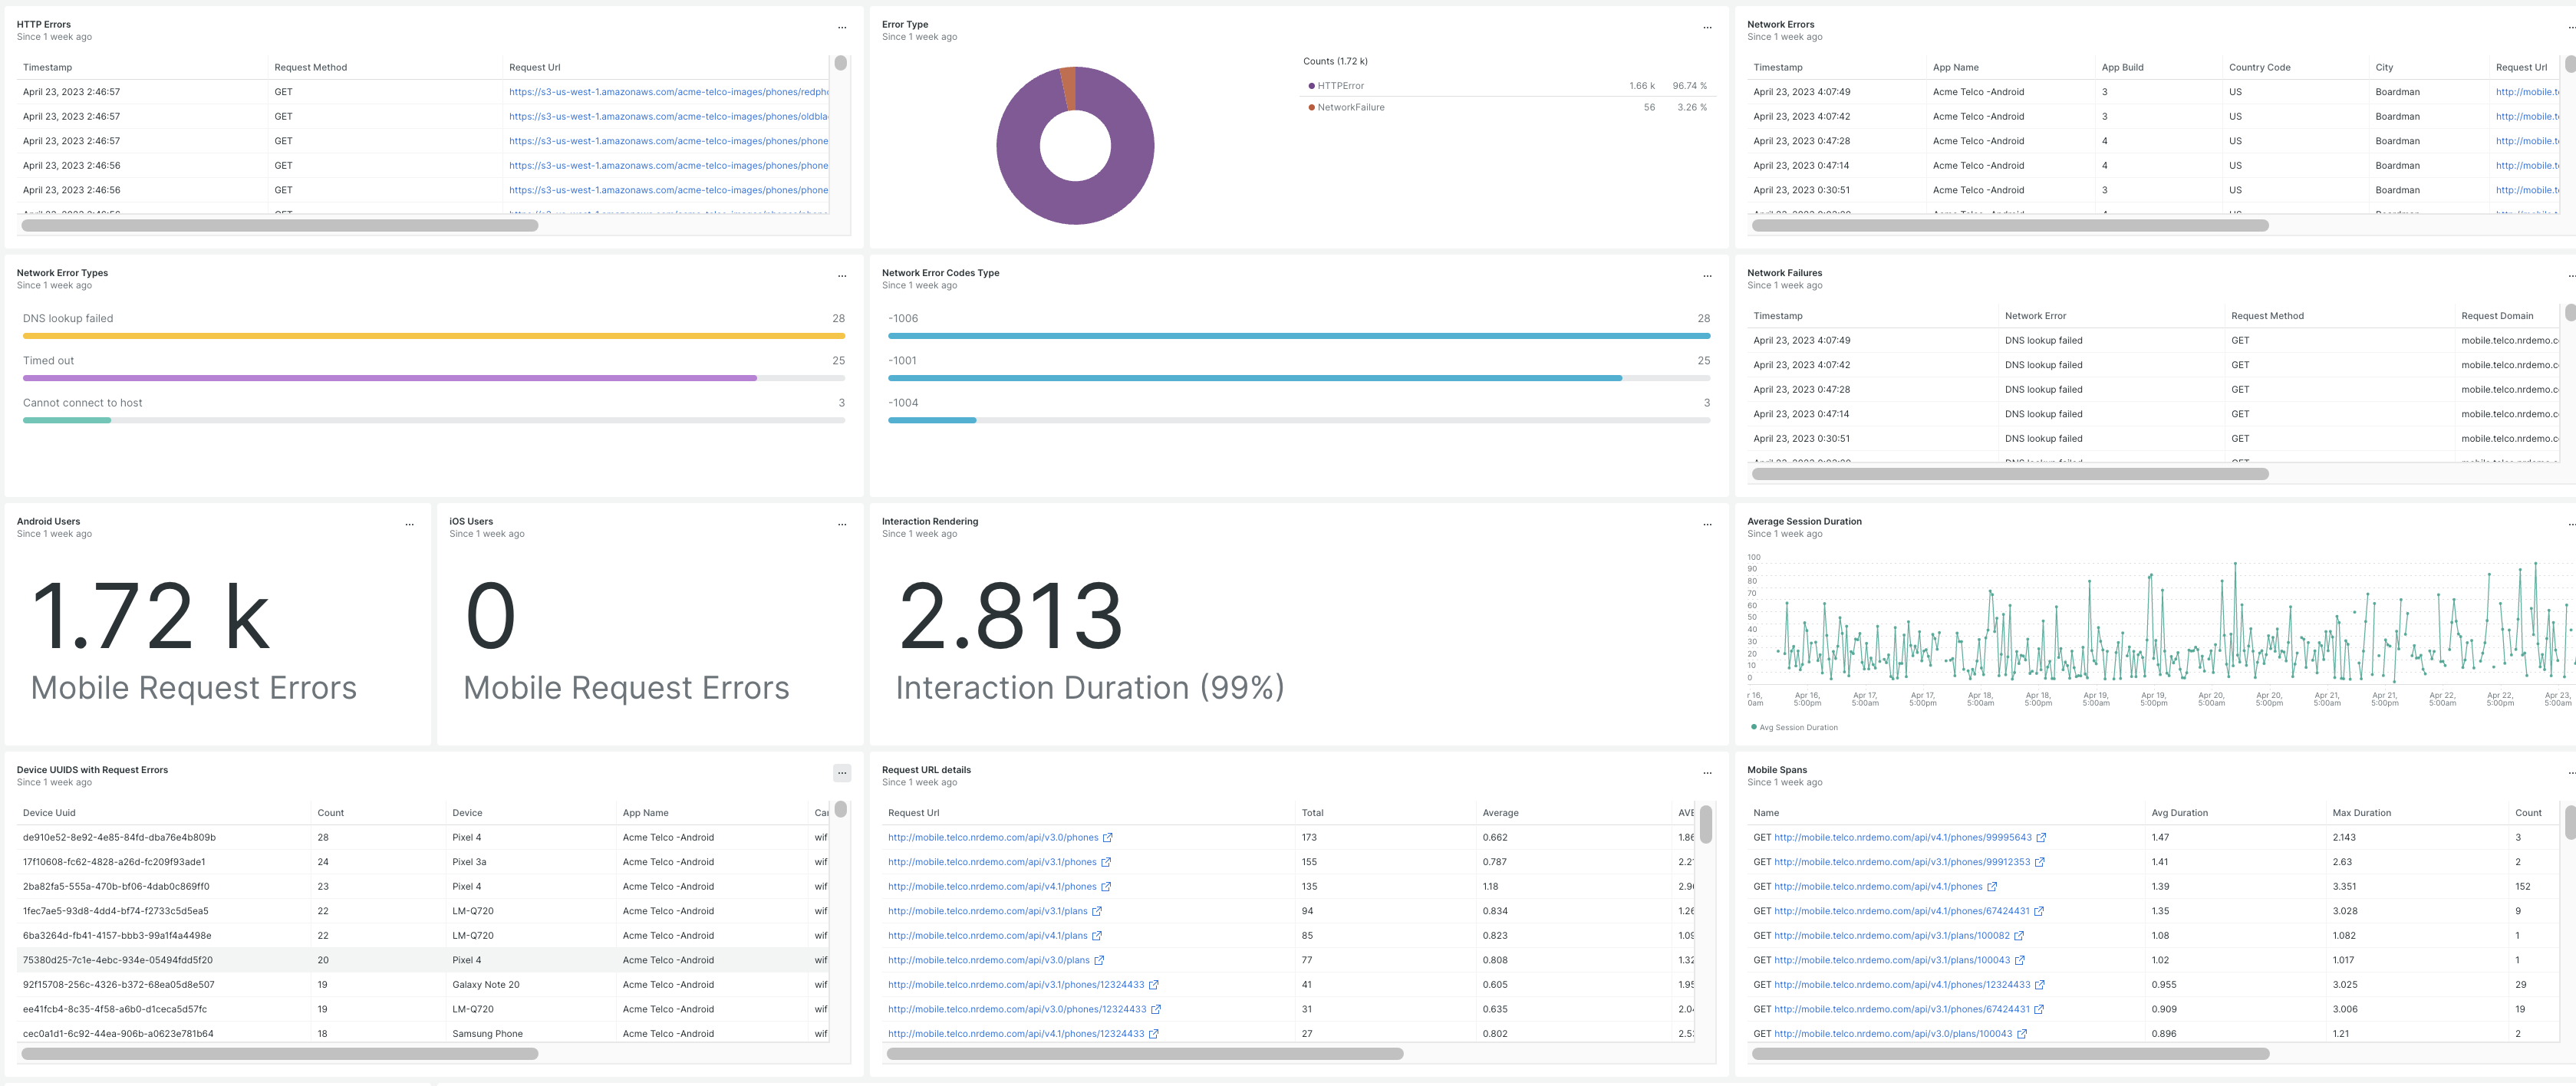 HTTP Errors
Since 1 week ago
...
Timestamp Request Method Request Url
April 23, 2023 2:46:57 GET https://s3-us-west-1.amazonaws.com/acme-telco-images/phones/redpho
April 23, 2023 2:46:57 GET https://s3-us-west-1.amazonaws.com/acme-telco-images/phones/oldbla
April 23, 2023 2:46:57 GET https://s3-us-west-1.amazonaws.com/acme-telco-images/phones/phone
April 23, 2023 2:46:56 GET https://s3-us-west-1.amazonaws.com/acme-telco-images/phones/phone
April 23, 2023 2:46:56 GET https://s3-us-west-1.amazonaws.com/acme-telco-images/phones/phone
Error Type
Since 1 week ago
...
Counts (1.72 k)
HTTPError 1.66 k 96.74 %
NetworkFailure 56 3.26 %
Network Errors
Since 1 week ago
Timestamp App Name App Build Country Code City Request Url
April 23, 2023 4:07:49 Acme Telco -Android 3 US Boardman http://mobile.t
April 23, 2023 4:07:42 Acme Telco -Android 3 US Boardman http://mobile.t
April 23, 2023 0:47:28 Acme Telco -Android 4 US Boardman http://mobile.t
April 23, 2023 0:47:14 Acme Telco -Android 4 US Boardman http://mobile.t
April 23, 2023 0:30:51 Acme Telco -Android 3 US Boardman http://mobile.t
Network Error Types
Since 1 week ago
...
DNS lookup failed 28
Timed out 25
Cannot connect to host 3
Network Error Codes Type
Since 1 week ago
...
-1006 28
-1001 25
-1004 3
Network Failures
Since 1 week ago
Timestamp Network Error Request Method Request Domain
April 23, 2023 4:07:49 DNS lookup failed GET mobile.telco.nrdemo.c
April 23, 2023 4:07:42 DNS lookup failed GET mobile.telco.nrdemo.c
April 23, 2023 0:47:28 DNS lookup failed GET mobile.telco.nrdemo.c
April 23, 2023 0:47:14 DNS lookup failed GET mobile.telco.nrdemo.c
April 23, 2023 0:30:51 DNS lookup failed GET mobile.telco.nrdemo.c
Android Users
Since 1 week ago
...
1.72 k
Mobile Request Errors
iOS Users
Since 1 week ago
...
0
Mobile Request Errors
Interaction Rendering
Since 1 week ago
...
2.813
Interaction Duration (99%)
Average Session Duration
Since 1 week ago
100
90
80
70
60
50
40
30
20
10
0
r 16, Apr 16, Apr 17, Apr 17, Apr 18, Apr 18, Apr 19, Apr 19, Apr 20, Apr 20, Apr 21, Apr 21, Apr 22, Apr 22, Apr 23,
0am 5:00pm 5:00am 5:00pm 5:00am 5:00pm 5:00am 5:00pm 5:00am 5:00pm 5:00am 5:00pm 5:00am 5:00pm 5:00am
Avg Session Duration
Device UUIDS with Request Errors
Since 1 week ago
...
Device Uuid Count Device App Name Car
de910e52-8e92-4e85-84fd-dba76e4b809b 28 Pixel 4 Acme Telco -Android wif
17f10608-fc62-4828-a26d-fc209f93ade1 24 Pixel 3a Acme Telco -Android wif
2ba82fa5-555a-470b-bf06-4dab0c869ff0 23 Pixel 4 Acme Telco -Android wif
1fec7ae5-93d8-4dd4-bf74-f2733c5d5ea5 22 LM-Q720 Acme Telco -Android wif
6ba3264d-fb41-4157-bbb3-99a1f4a4498e 22 LM-Q720 Acme Telco -Android wif
75380d25-7c1e-4ebc-934e-05494fdd5f20 20 Pixel 4 Acme Telco -Android wif
92f15708-256c-4326-b372-68ea05d8e507 19 Galaxy Note 20 Acme Telco -Android wif
ee41fcb4-8c35-4f58-a6b0-d1ceca5d57fc 19 LM-Q720 Acme Telco -Android wif
cec0a1d1-6c92-44ea-906b-a0623e781b64 18 Samsung Phone Acme Telco -Android wif
Request URL details
Since 1 week ago
...
Request Url Total Average AVE
http://mobile.telco.nrdemo.com/api/v3.0/phones 173 0.662 1.86
http://mobile.telco.nrdemo.com/api/v3.1/phones 155 0.787 2.21
http://mobile.telco.nrdemo.com/api/v4.1/phones 135 1.18 2.90
http://mobile.telco.nrdemo.com/api/v3.1/plans 94 0.834 1.26
http://mobile.telco.nrdemo.com/api/v4.1/plans 85 0.823 1.09
http://mobile.telco.nrdemo.com/api/v3.0/plans 77 0.808 1.32
http://mobile.telco.nrdemo.com/api/v3.1/phones/12324433 41 0.605 1.95
http://mobile.telco.nrdemo.com/api/v3.0/phones/12324433 31 0.635 2.04
http://mobile.telco.nrdemo.com/api/v4.1/phones/12324433 27 0.802 2.53
Mobile Spans
Since 1 week ago
Name Avg Duration Max Duration Count
GET http://mobile.telco.nrdemo.com/api/v4.1/phones/99995643 1.47 2.143 3
GET http://mobile.telco.nrdemo.com/api/v3.1/phones/99912353 1.41 2.63 2
GET http://mobile.telco.nrdemo.com/api/v4.1/phones 1.39 3.351 152
GET http://mobile.telco.nrdemo.com/api/v4.1/phones/67424431 1.35 3.028 9
GET http://mobile.telco.nrdemo.com/api/v3.1/plans/100082 1.08 1.082 1
GET http://mobile.telco.nrdemo.com/api/v3.1/plans/100043 1.02 1.017 1
GET http://mobile.telco.nrdemo.com/api/v4.1/phones/12324433 0.955 3.025 29
GET http://mobile.telco.nrdemo.com/api/v3.1/phones/67424431 0.909 3.006 19
GET http://mobile.telco.nrdemo.com/api/v3.0/plans/100043 0.896 1.21 2